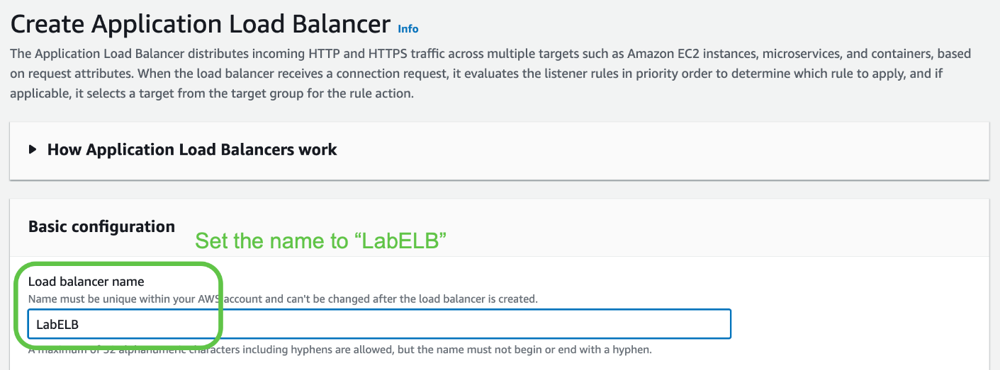 Create Application Load Balancer Info
The Application Load Balancer distributes incoming HTTP and HTTPS traffic across multiple targets such as Amazon EC2 instances, microservices, and containers, based
on request attributes. When the load balancer receives a connection request, it evaluates the listener rules in priority order to determine which rule to apply, and if
applicable, it selects a target from the target group for the rule action.
How Application Load Balancers work
Basic configuration
Set the name to “LabELB”
Load balancer name
Name must be unique within your AWS account and can't be changed after the load balancer is created.
LabELB
A maximum of 32 alphanumeric characters including hyphens are allowed, but the name must not begin or end with a hyphen.